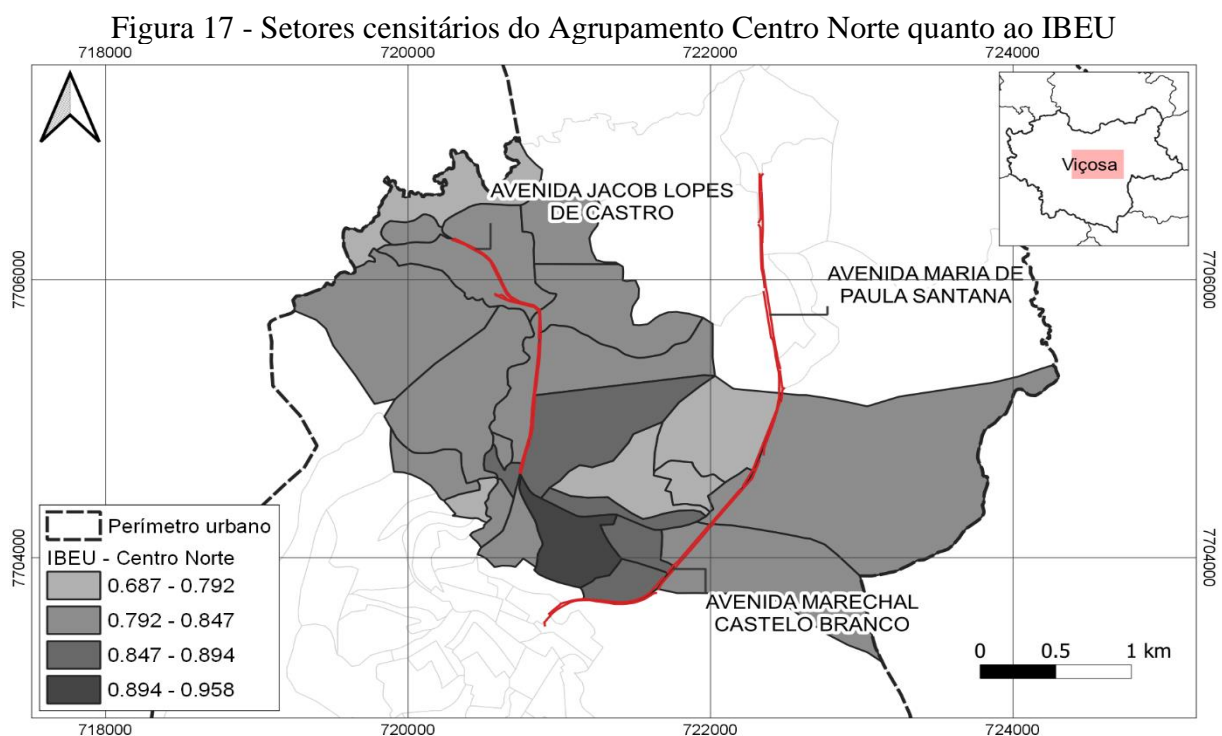 Figura 17 - Setores censitários do Agrupamento Centro Norte quanto ao IBEU
718000
720000
722000
724000
Viçosa
AVENIDA JACOB LOPES
DE CASTRO
7706000
7706000
AVENIDA MARIA DE
PAULA SANTANA
Perímetro urbano
IBEU - Centro Norte
0.687 - 0.792
0.792 - 0.847
0.847 - 0.894
0.894 - 0.958
7704000
7704000
AVENIDA MARECHAL
CASTELO BRANCO
0
0.5
1 km
718000
720000
722000
724000